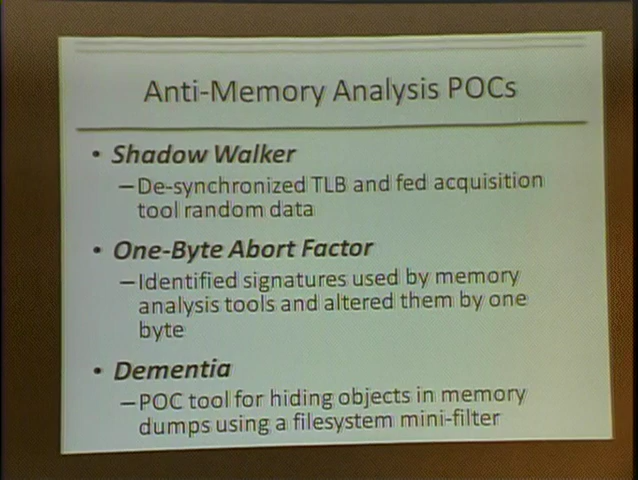 Anti-Memory Analysis POCs
• Shadow Walker
– De-synchronized TLB and fed acquisition
tool random data
• One-Byte Abort Factor
– Identified signatures used by memory
analysis tools and altered them by one
byte
• Dementia
– POC tool for hiding objects in memory
dumps using a filesystem mini-filter